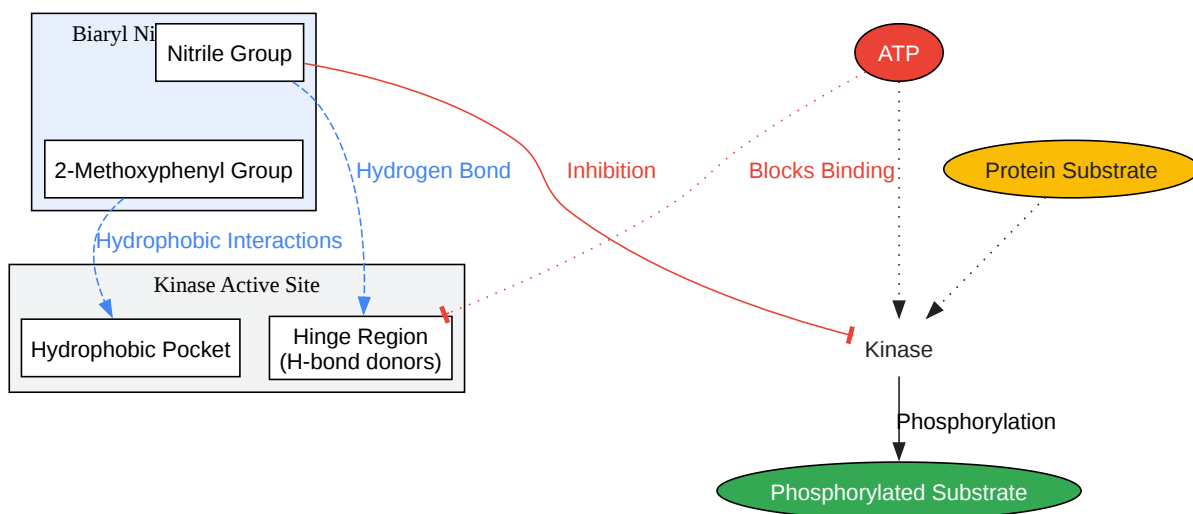 Biaryl Ni
Nitrile Group
ATP
2-Methoxyphenyl Group
Hydrogen Bond
Inhibition
Blocks Binding
Protein Substrate
Hydrophobic Interactions
Kinase Active Site
Hydrophobic Pocket
Hinge Region
(H-bond donors)
Kinase
Phosphorylation
Phosphorylated Substrate